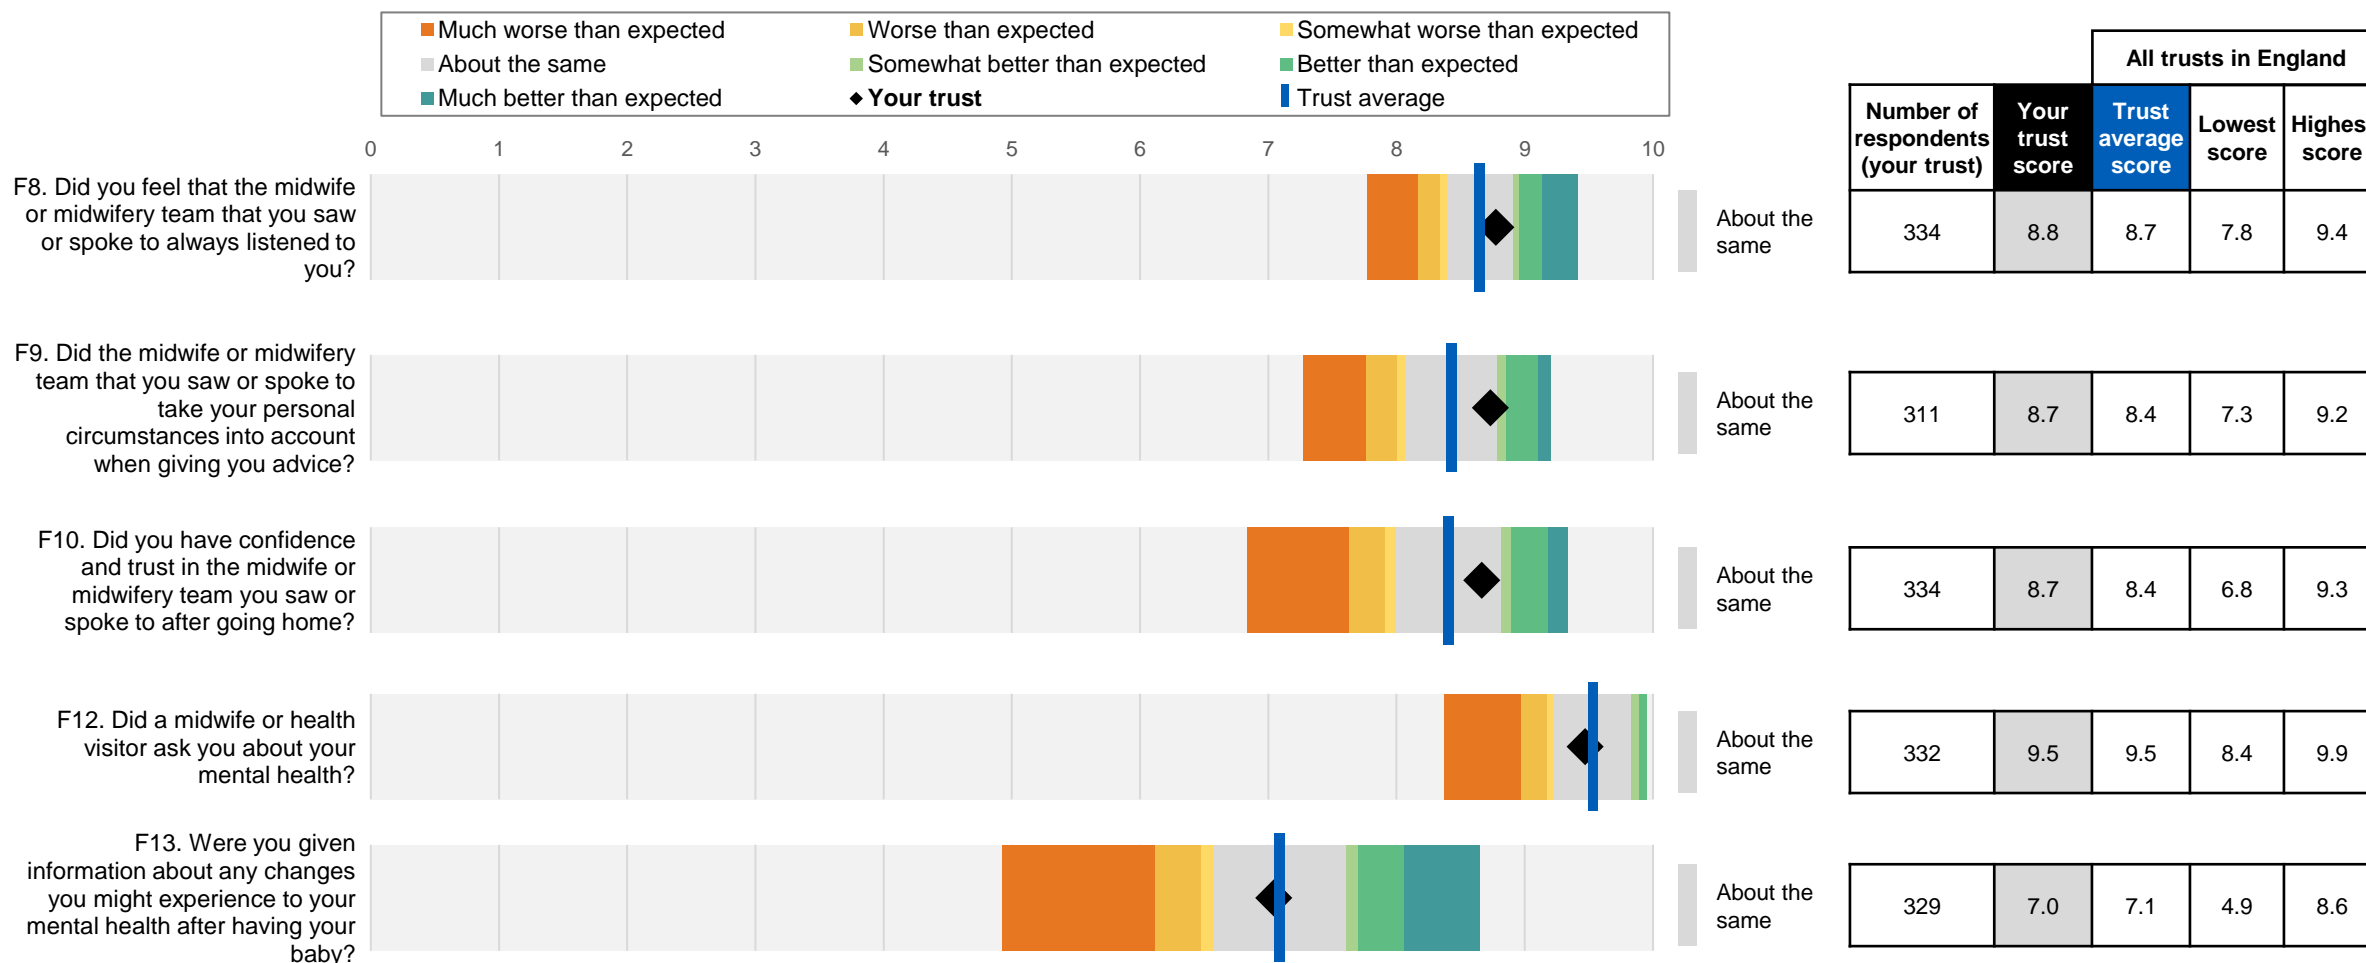 Much worse than expected
Worse than expected
Somewhat worse than expected
About the same
Somewhat better than expected
Better than expected
Much better than expected
Your trust
Trust average
All trusts in England
Number of
respondents
(your trust)
Your
trust
score
Trust
average
score
Lowest
score
Highes
score
0 1 2 3 4 5 6 7 8 9 10
F8. Did you feel that the midwife
or midwifery team that you saw
or spoke to always listened to
you?
About the
same
334 8.8 8.7 7.8 9.4
F9. Did the midwife or midwifery
team that you saw or spoke to
take your personal
circumstances into account
when giving you advice?
About the
same
311 8.7 8.4 7.3 9.2
F10. Did you have confidence
and trust in the midwife or
midwifery team you saw or
spoke to after going home?
About the
same
334 8.7 8.4 6.8 9.3
F12. Did a midwife or health
visitor ask you about your
mental health?
About the
same
332 9.5 9.5 8.4 9.9
F13. Were you given
information about any changes
you might experience to your
mental health after having your
baby?
About the
same
329 7.0 7.1 4.9 8.6